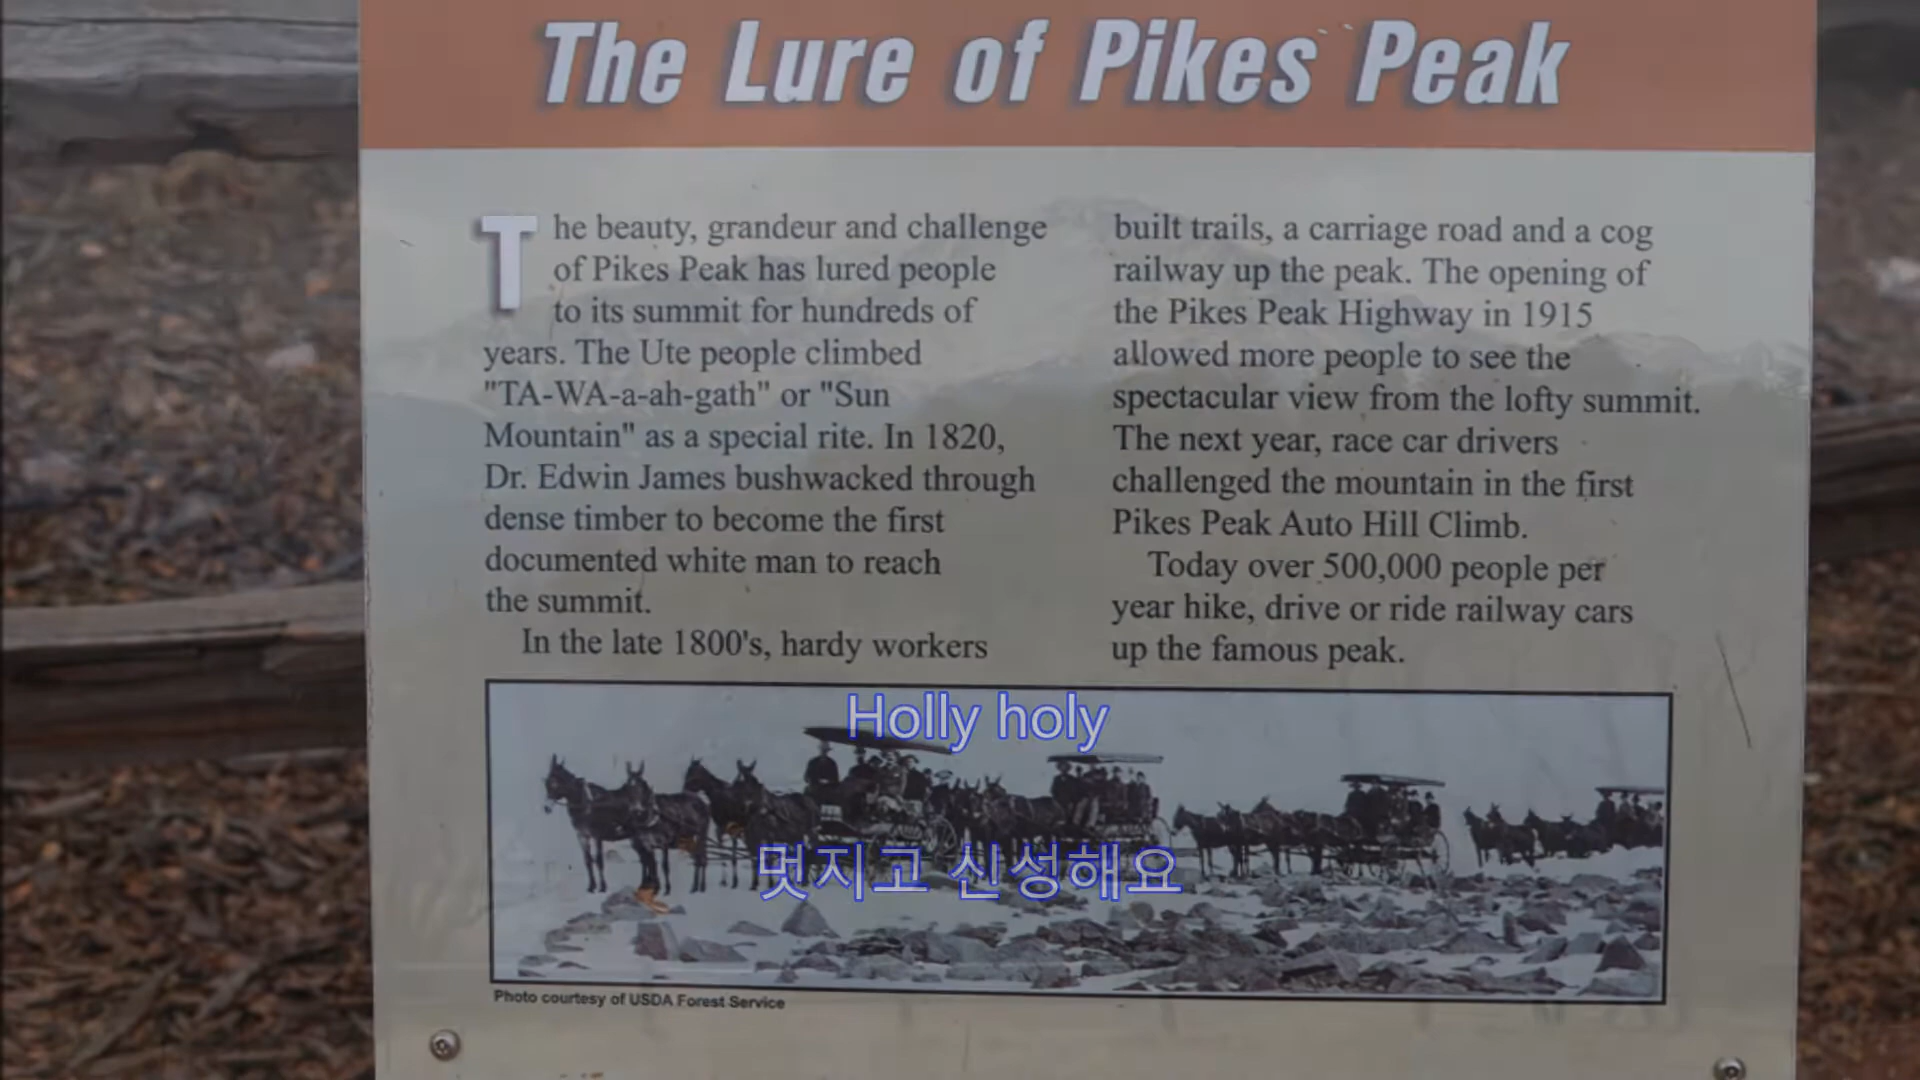 The Lure of Pikes Peak
The beauty, grandeur and challenge
of Pikes Peak has lured people
to its summit for hundreds of
years. The Ute people climbed
"TA-WA-a-ah-gath" or "Sun
Mountain" as a special rite. In 1820,
Dr. Edwin James bushwacked through
dense timber to become the first
documented white man to reach
the summit.
In the late 1800's, hardy workers
built trails, a carriage road and a cog
railway up the peak. The opening of
the Pikes Peak Highway in 1915
allowed more people to see the
spectacular view from the lofty summit.
The next year, race car drivers
challenged the mountain in the first
Pikes Peak Auto Hill Climb.
Today over 500,000 people per
year hike, drive or ride railway cars
up the famous peak.
Holly holy
멋지고 신성해요
Photo courtesy of USDA Forest Service